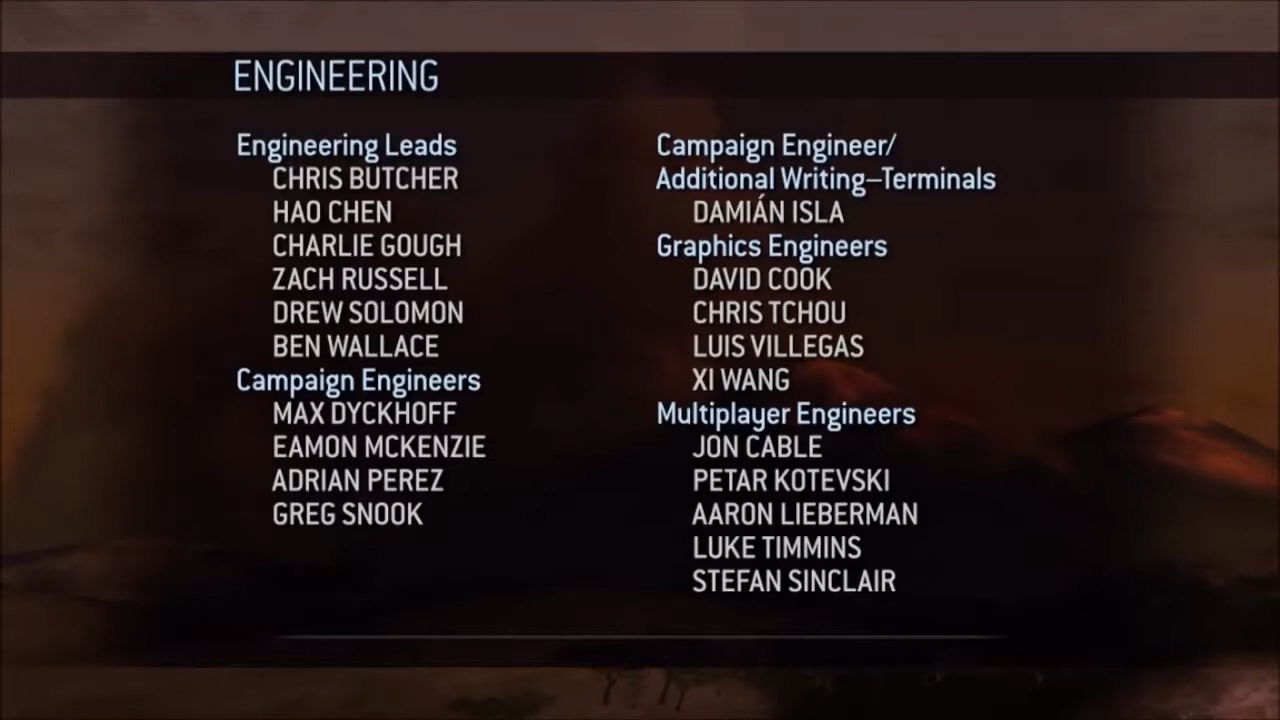 ENGINEERING
Engineering Leads
CHRIS BUTCHER
HAO CHEN
CHARLIE GOUGH
ZACH RUSSELL
DREW SOLOMON
BEN WALLACE
Campaign Engineers
MAX DYCKHOFF
EAMON MCKENZIE
ADRIAN PEREZ
GREG SNOOK
Campaign Engineer/
Additional Writing–Terminals
DAMIÁN ISLA
Graphics Engineers
DAVID COOK
CHRIS TCHOU
LUIS VILLEGAS
XI WANG
Multiplayer Engineers
JON CABLE
PETAR KOTEVSKI
AARON LIEBERMAN
LUKE TIMMINS
STEFAN SINCLAIR